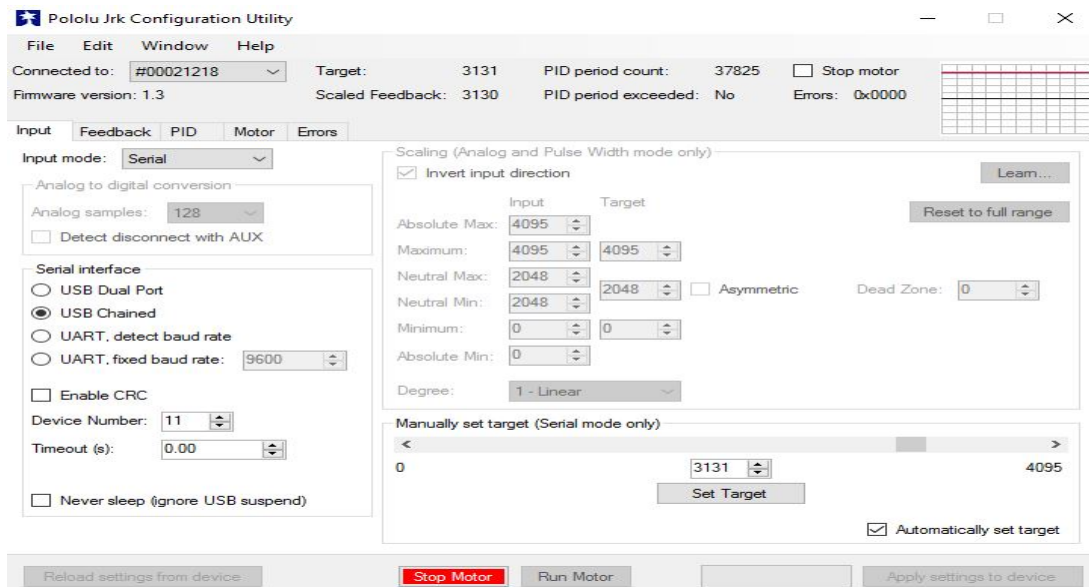 Pololu Jrk Configuration Utility
File Edit Window Help
Connected to: #00021218 Target: 3131 PID period count: 37825 Stop motor
Firmware version: 1.3 Scaled Feedback: 3130 PID period exceeded: No Errors: 0x0000
Input Feedback PID Motor Errors
Input mode: Serial
Analog to digital conversion
Analog samples: 128
Detect disconnect with AUX
Serial interface
USB Dual Port
USB Chained
UART, detect baud rate
UART, fixed baud rate: 9600
Enable CRC
Device Number: 11
Timeout (s): 0.00
Never sleep (ignore USB suspend)
Scaling (Analog and Pulse Width mode only)
Invert input direction Learn...
Input Target Reset to full range
Absolute Max: 4095
Maximum: 4095 4095
Neutral Max: 2048
2048 Asymmetric Dead Zone: 0
Neutral Min: 2048
Minimum: 0 0
Absolute Min: 0
Degree: 1 - Linear
Manually set target (Serial mode only)
0 3131 4095
Set Target
Automatically set target
Reload settings from device Stop Motor Run Motor Apply settings to device